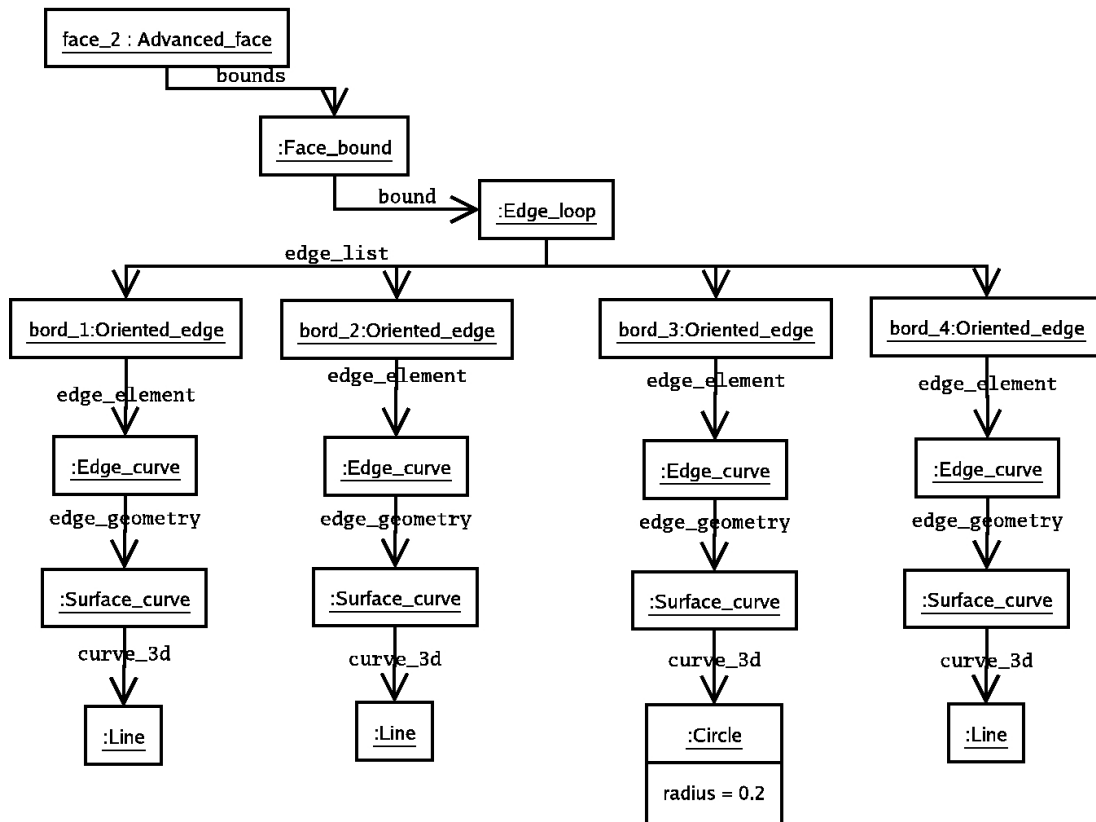 face_2 : Advanced_face
bounds
:Face_bound
bound
:Edge_loop
edge_list
bord_1:Oriented_edge
bord_2:Oriented_edge
bord_3:Oriented_edge
bord_4:Oriented_edge
edge_element
edge_element
edge_element
edge_element
:Edge_curve
:Edge_curve
:Edge_curve
:Edge_curve
edge_geometry
edge_geometry
edge_geometry
edge_geometry
:Surface_curve
:Surface_curve
:Surface_curve
:Surface_curve
curve_3d
curve_3d
curve_3d
curve_3d
:Line
:Line
:Circle
:Line
radius = 0.2